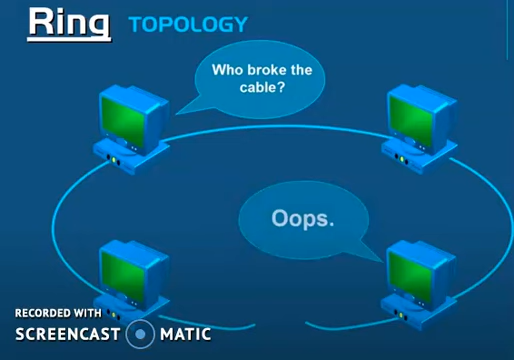 Ring TOPOLOGY
Who broke the
cable?
Oops.
RECORDED WITH
SCREENCAST MATIC